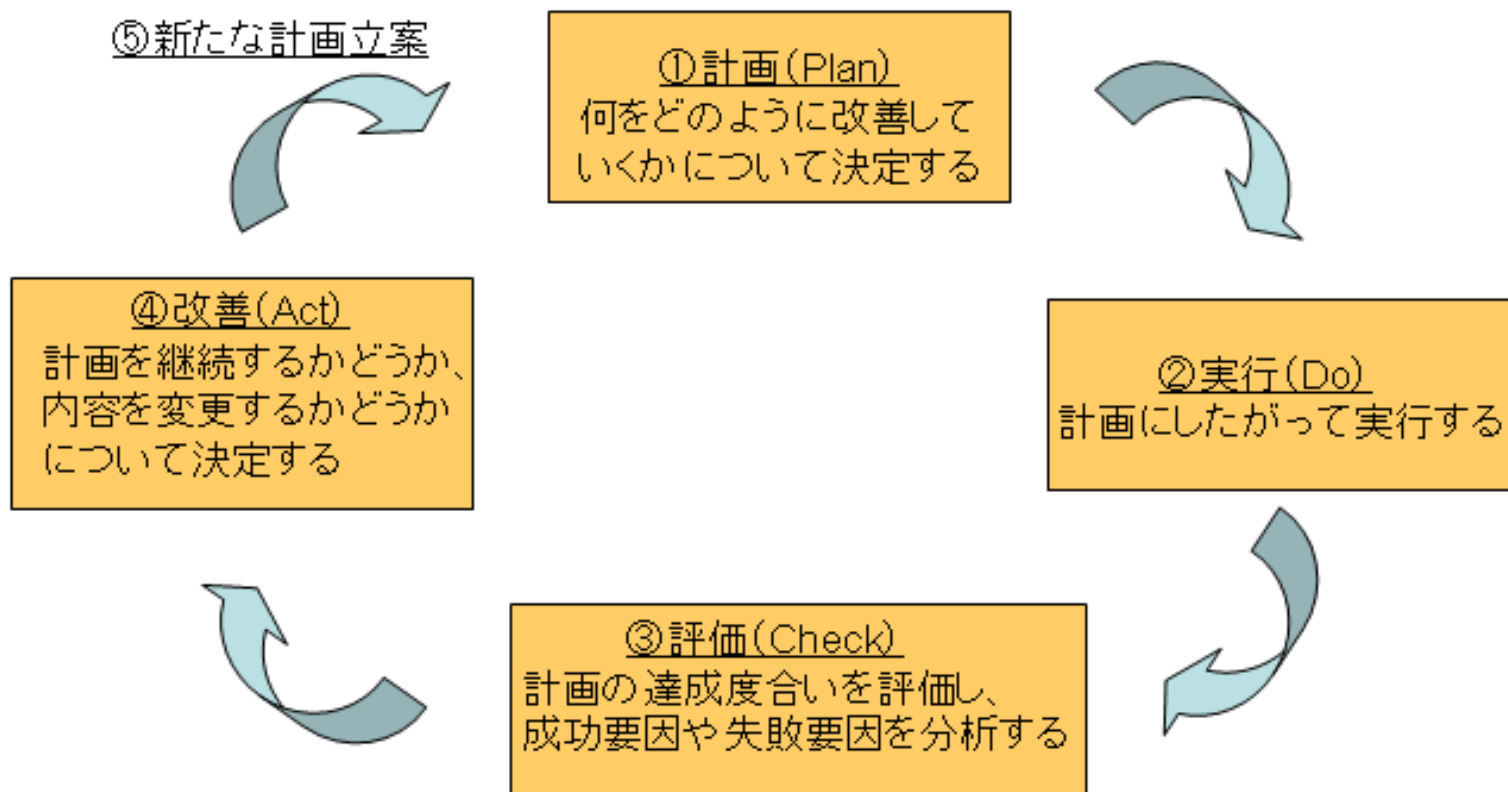 ⑤新たな計画立案
①計画(Plan)
何をどのように改善して
いくかについて決定する
②実行(Do)
計画にしたがって実行する
③評価(Check)
計画の達成度合いを評価し、
成功要因や失敗要因を分析する
④改善(Act)
計画を継続するかどうか、
内容を変更するかどうか
について決定する